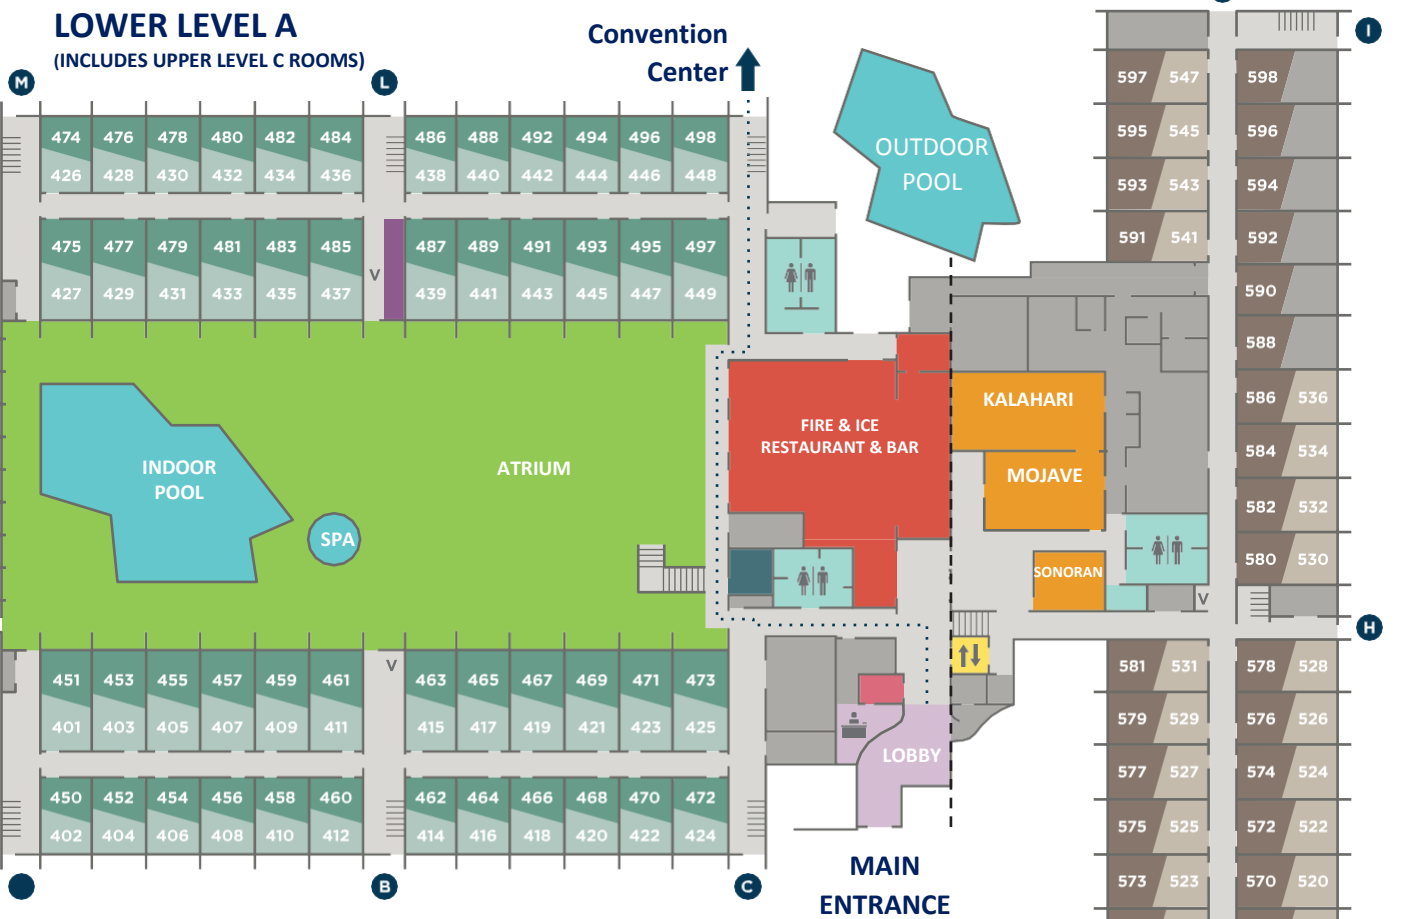 LOWER LEVEL A
(INCLUDES UPPER LEVEL C ROOMS)
Convention
Center
M
L
I
474 476 478 480 482 484
426 428 430 432 434 436
486 488 492 494 496 498
438 440 442 444 446 448
475 477 479 481 483 485
427 429 431 433 435 437
V
487 489 491 493 495 497
439 441 443 445 447 449
OUTDOOR
POOL
597 547
595 545
593 543
591 541
598
596
594
592
590
588
586 536
584 534
582 532
580 530
INDOOR
POOL
SPA
ATRIUM
FIRE & ICE
RESTAURANT & BAR
KALAHARI
MOJAVE
SONORAN
V
H
451 453 455 457 459 461
401 403 405 407 409 411
V
463 465 467 469 471 473
415 417 419 421 423 425
450 452 454 456 458 460
402 404 406 408 410 412
462 464 466 468 470 472
414 416 418 420 422 424
LOBBY
581 531
579 529
577 527
575 525
573 523
578 528
576 526
574 524
572 522
570 520
B
C
MAIN
ENTRANCE